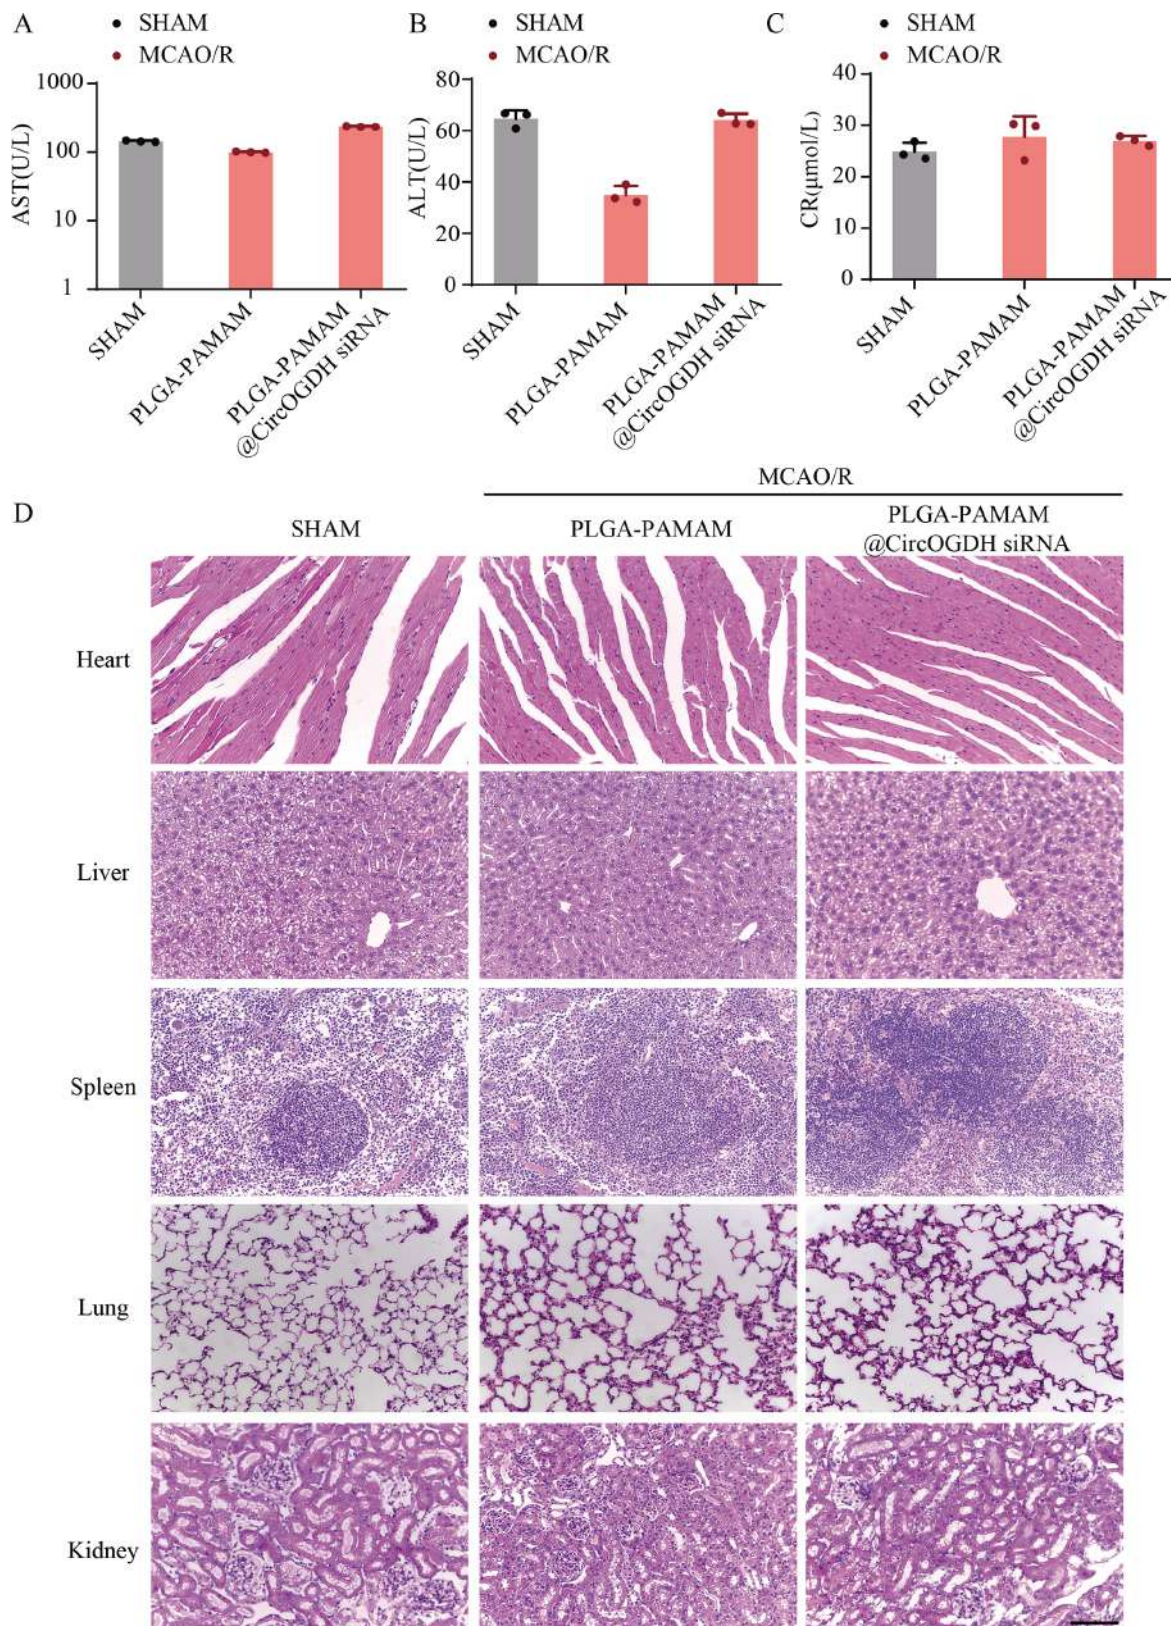 A
SHAM
MCAO/R
AST(U/L)
1000
100
10
1
SHAM
PLGA-PAMAM
PLGA-PAMAM
@CircOGDH siRNA
B
SHAM
MCAO/R
ALT(U/L)
80
60
40
20
0
SHAM
PLGA-PAMAM
PLGA-PAMAM
@CircOGDH siRNA
C
SHAM
MCAO/R
CR(μmol/L)
40
30
20
10
0
SHAM
PLGA-PAMAM
PLGA-PAMAM
@CircOGDH siRNA
D
MCAO/R
SHAM
PLGA-PAMAM
PLGA-PAMAM
@CircOGDH siRNA
Heart
Liver
Spleen
Lung
Kidney